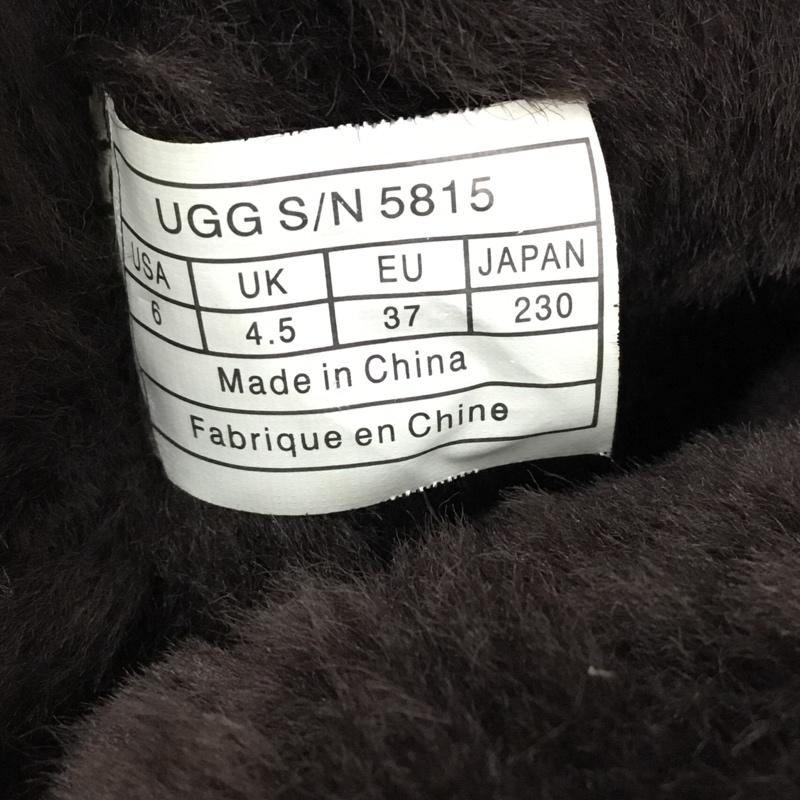 UGG S/N 5815
USA UK EU JAPAN
6 4.5 37 230
Made in China
Fabrique en Chine